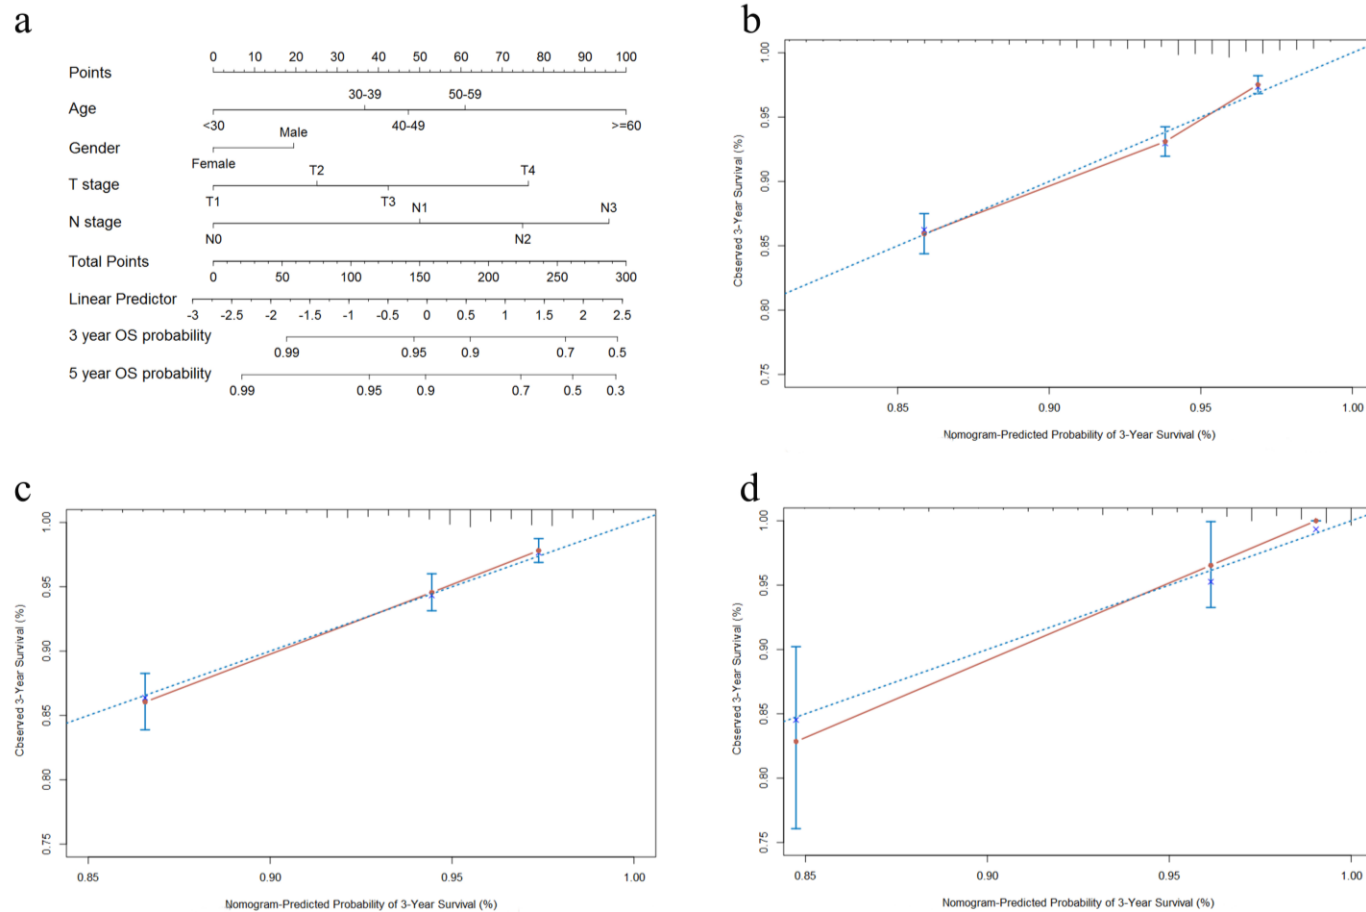 a
0 10 20 30 40 50 60 70 80 90 100
Points
30-39 50-59
Age
<30 40-49 >=60
Male
Gender
Female
T2 T4
T stage
T1 T3
N1 N3
N stage
N0 N2
Total Points
0 50 100 150 200 250 300
Linear Predictor
-3 -2.5 -2 -1.5 -1 -0.5 0 0.5 1 1.5 2 2.5
3 year OS probability
0.99 0.95 0.9 0.7 0.5
5 year OS probability
0.99 0.95 0.9 0.7 0.5 0.3
b
Cbserved 3-Year Survival (%)
1.00
0.95
0.90
0.85
0.80
0.75
0.85 0.90 0.95 1.00
Nomogram-Predicted Probability of 3-Year Survival (%)
c
Cbserved 3-Year Survival (%)
1.00
0.95
0.90
0.85
0.80
0.75
0.85 0.90 0.95 1.00
Nomogram-Predicted Probability of 3-Year Survival (%)
d
Cbserved 3-Year Survival (%)
1.00
0.95
0.90
0.85
0.80
0.75
0.85 0.90 0.95 1.00
Nomogram-Predicted Probability of 3-Year Survival (%)